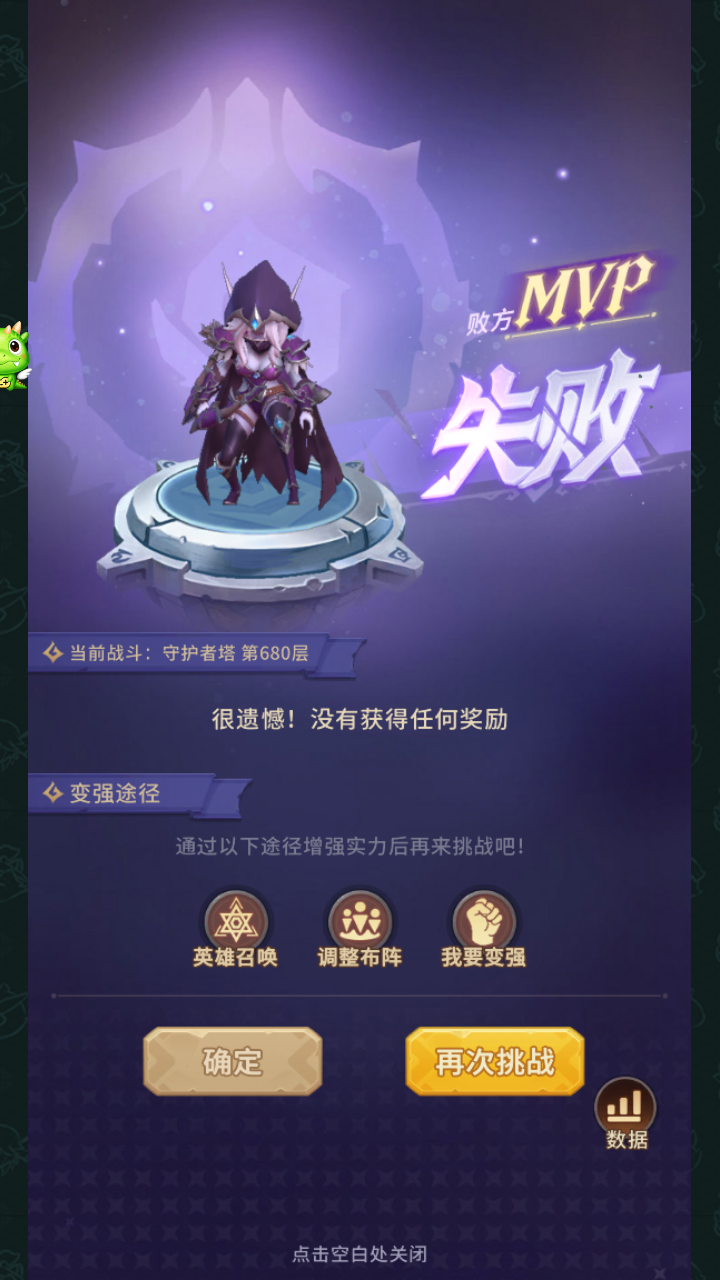 败方MVP
失败
当前战斗：守护者塔 第680层
很遗憾！没有获得任何奖励
变强途径
通过以下途径增强实力后再来挑战吧！
英雄召唤 调整布阵 我要变强
确定 再次挑战
数据
点击空白处关闭